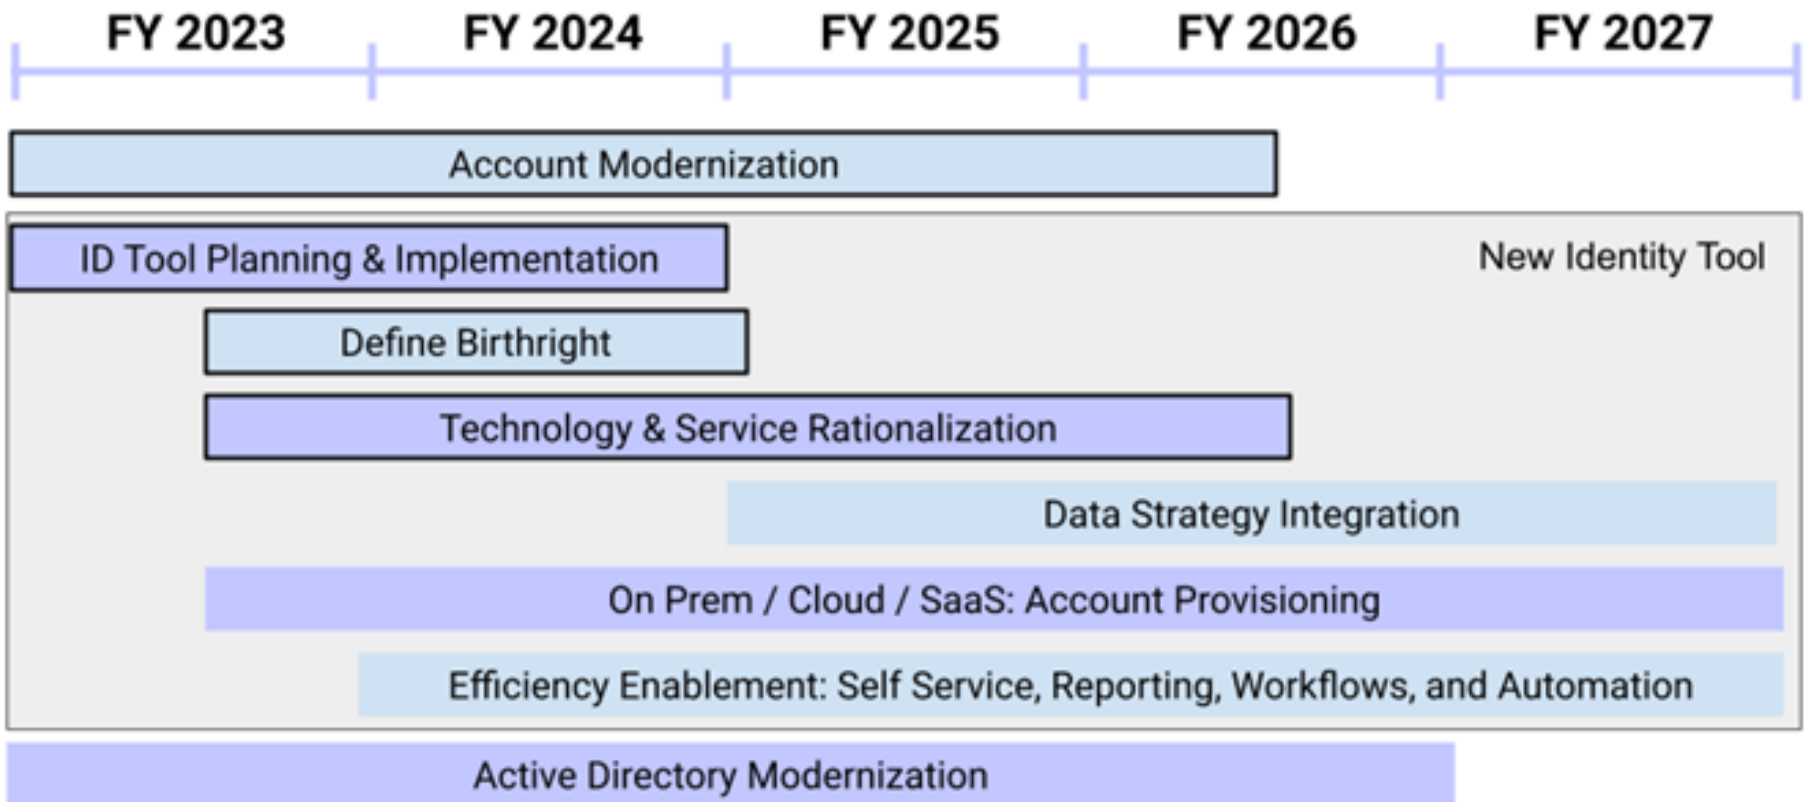 FY 2023 FY 2024 FY 2025 FY 2026 FY 2027
Account Modernization
ID Tool Planning & Implementation
New Identity Tool
Define Birthright
Technology & Service Rationalization
Data Strategy Integration
On Prem / Cloud / SaaS: Account Provisioning
Efficiency Enablement: Self Service, Reporting, Workflows, and Automation
Active Directory Modernization